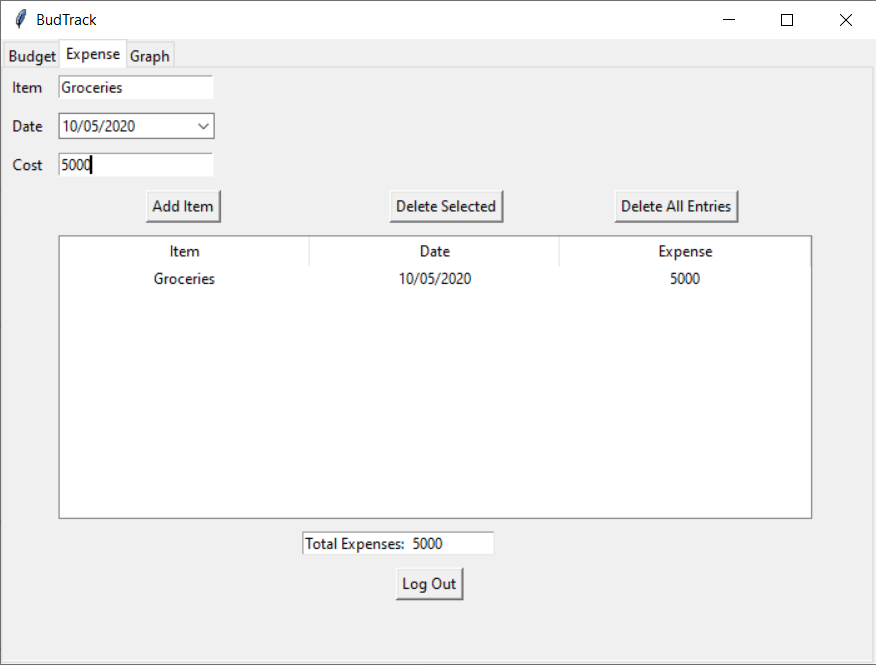 BudTrack
Budget Expense Graph
Item Groceries
Date 10/05/2020
Cost 5000
Add Item Delete Selected Delete All Entries
Item Date Expense
Groceries 10/05/2020 5000
Total Expenses: 5000
Log Out